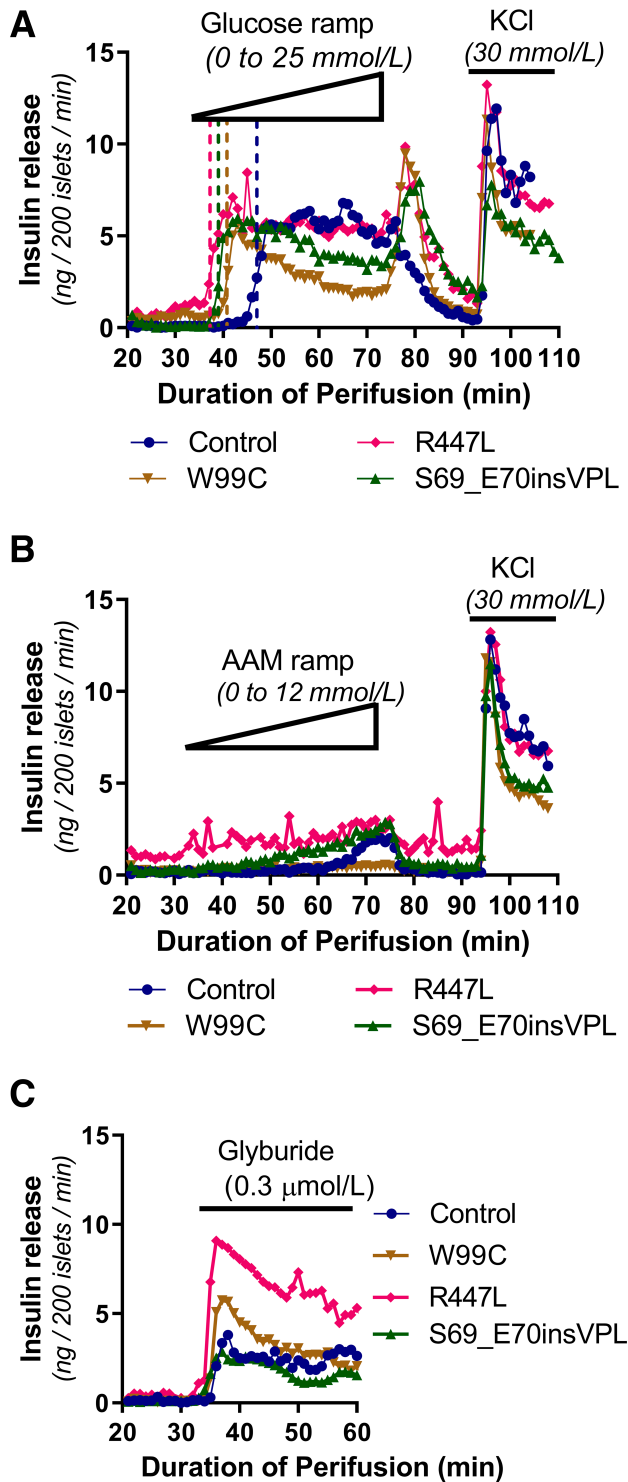 A
Glucose ramp
(0 to 25 mmol/L)
KCl
(30 mmol/L)
15
10
5
0
Insulin release
(ng / 200 islets / min)
20 30 40 50 60 70 80 90 100 110
Duration of Perifusion (min)
Control
R447L
W99C
S69_E70insVPL
B
KCl
(30 mmol/L)
AAM ramp
(0 to 12 mmol/L)
15
10
5
0
Insulin release
(ng / 200 islets / min)
20 30 40 50 60 70 80 90 100 110
Duration of Perifusion (min)
Control
R447L
W99C
S69_E70insVPL
C
Glyburide
(0.3 μmol/L)
15
10
5
0
Insulin release
(ng / 200 islets / min)
20 30 40 50 60
Duration of Perifusion (min)
Control
W99C
R447L
S69_E70insVPL